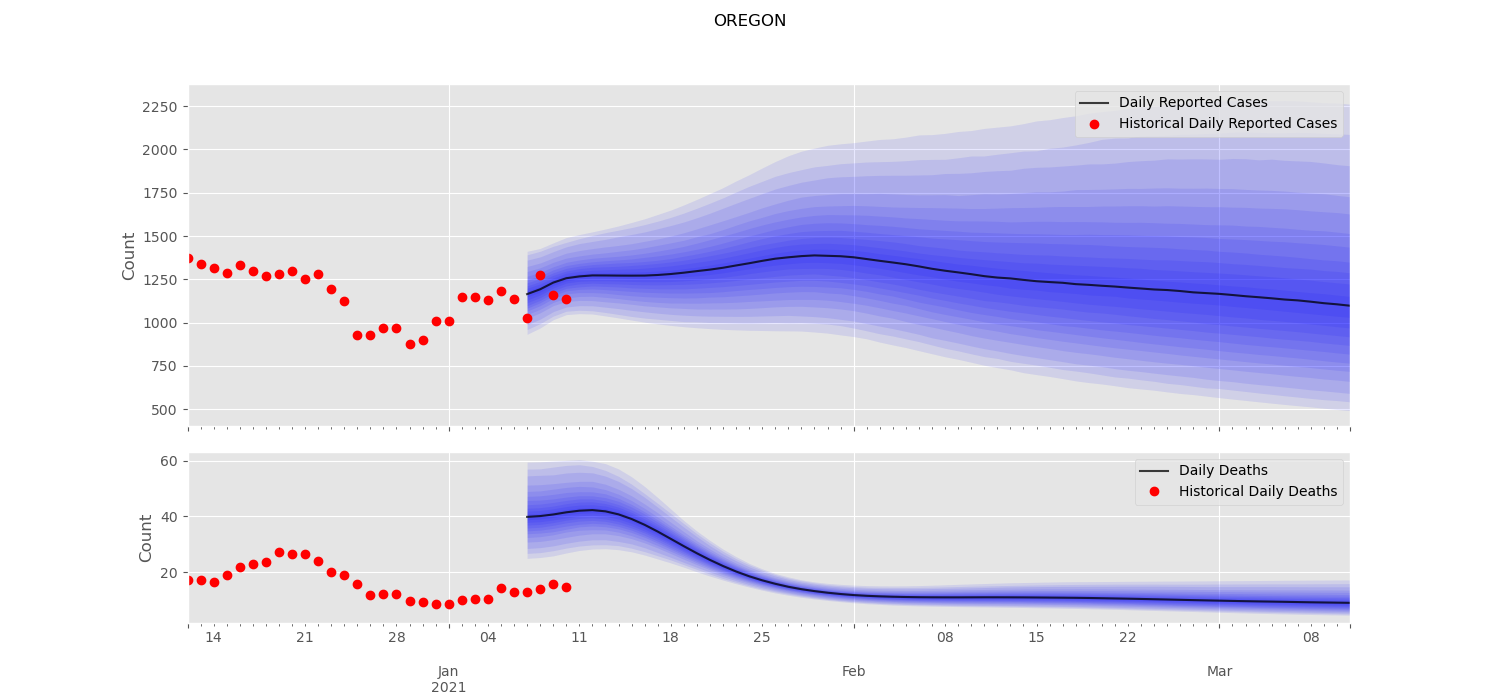 OREGON
Count
2250
2000
1750
1500
1250
1000
750
500
Daily Reported Cases
Historical Daily Reported Cases
Count
60
40
20
Daily Deaths
Historical Daily Deaths
14 21 28 04 11 18 25 08 15 22 08
Jan Feb Mar
2021